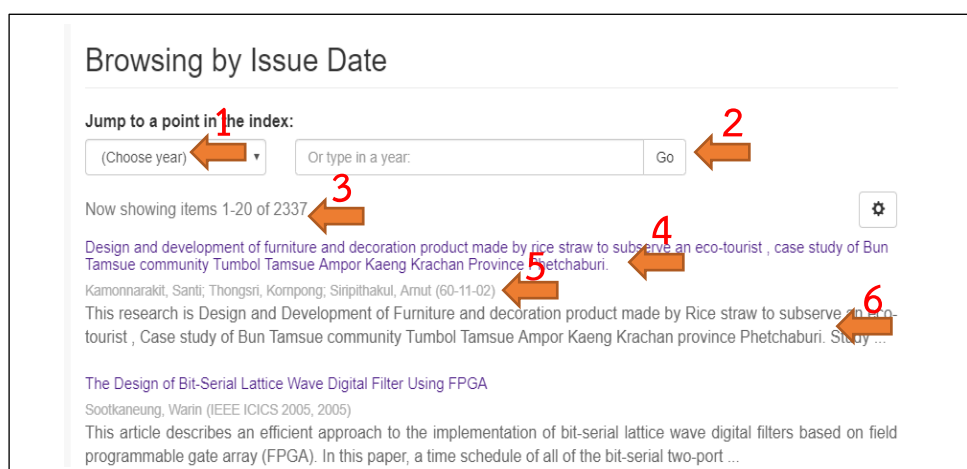 Browsing by Issue Date
Jump to a point in the index:
1
2
(Choose year)
Or type in a year:
Go
3
Now showing items 1-20 of 2337
4
Design and development of furniture and decoration product made by rice straw to subserve an eco-tourist , case study of Bun
Tamsue community Tumbol Tamsue Ampor Kaeng Krachan Province Phetchaburi.
5
Kamonnarakit, Santi; Thongsri, Kornpong; Siripithakul, Arnut (60-11-02)
6
This research is Design and Development of Furniture and decoration product made by Rice straw to subserve an eco-
tourist , Case study of Bun Tamsue community Tumbol Tamsue Ampor Kaeng Krachan province Phetchaburi. Study ...
The Design of Bit-Serial Lattice Wave Digital Filter Using FPGA
Sootkaneung, Warin (IEEE ICICS 2005, 2005)
This article describes an efficient approach to the implementation of bit-serial lattice wave digital filters based on field
programmable gate array (FPGA). In this paper, a time schedule of all of the bit-serial two-port ...